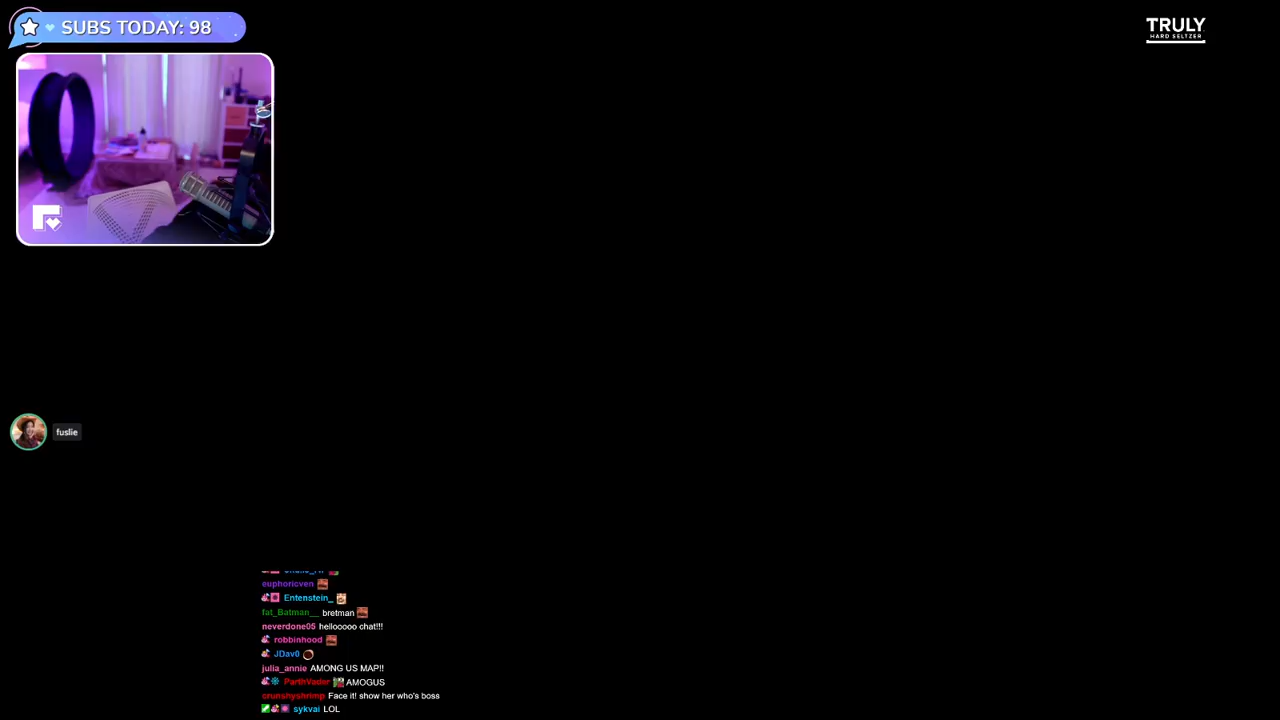 SUBS TODAY: 98
TRULY
HARD SELTZER
fuslie
euphoricven
Entenstein_
fat_Batman__ bretman
neverdone05 hellooooo chat!!!
robbinhood
JDav0
julia_annie AMONG US MAP!!
ParthVader AMOGUS
crunshyshrimp Face it! show her who's boss
sykvai LOL